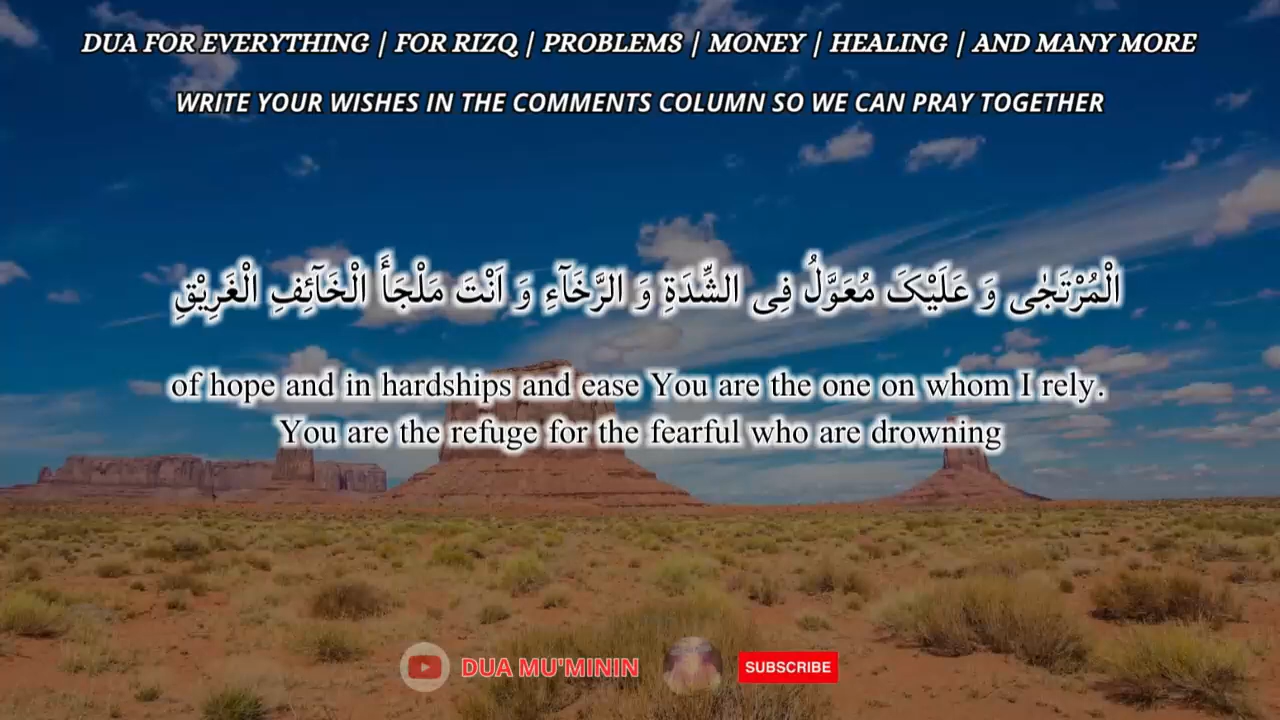 DUA FOR EVERYTHING | FOR RIZQ | PROBLEMS | MONEY | HEALING | AND MANY MORE
WRITE YOUR WISHES IN THE COMMENTS COLUMN SO WE CAN PRAY TOGETHER
الْمُرْتَجٰی وَ عَلَیْکَ مُعَوَّلُ فِی الشِّدَةِ وَ الرَّخَآءِ وَ اَنْتَ مَلْجَأَ الْخَآئِفِ الْغَرِیْقِ
of hope and in hardships and ease You are the one on whom I rely.
You are the refuge for the fearful who are drowning
DUA MU'MININ
SUBSCRIBE